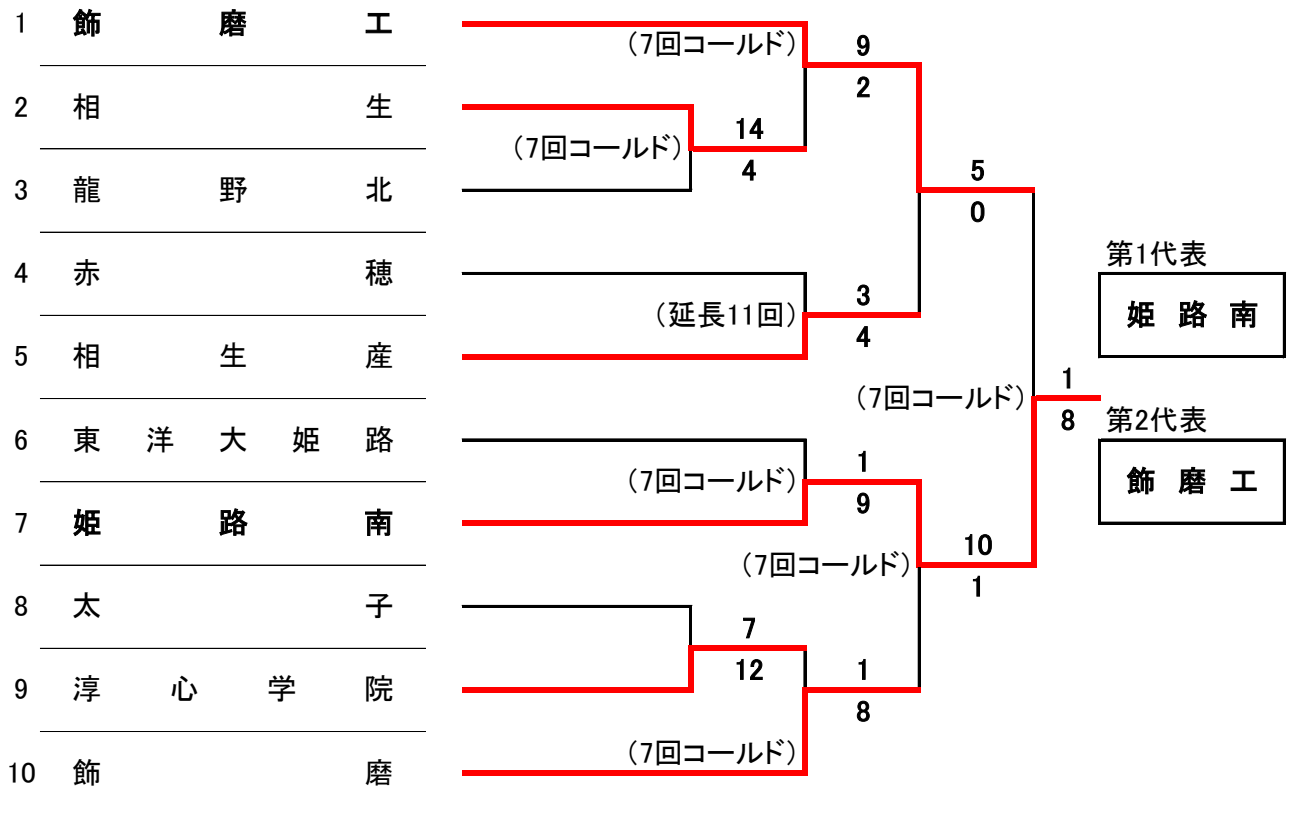 1 飾磨工
(7回コールド) 9
2
2 相生
14
(7回コールド)
4
3 龍野北
5
0
4 赤穂
第1代表
姫路南
3
(延長11回)
4
5 相生産
1
(7回コールド)
8
第2代表
飾磨工
6 東洋大姫路
1
(7回コールド)
9
7 姫路南
10
(7回コールド)
1
8 太子
7
12
9 淳心学院
1
8
(7回コールド)
10 飾磨